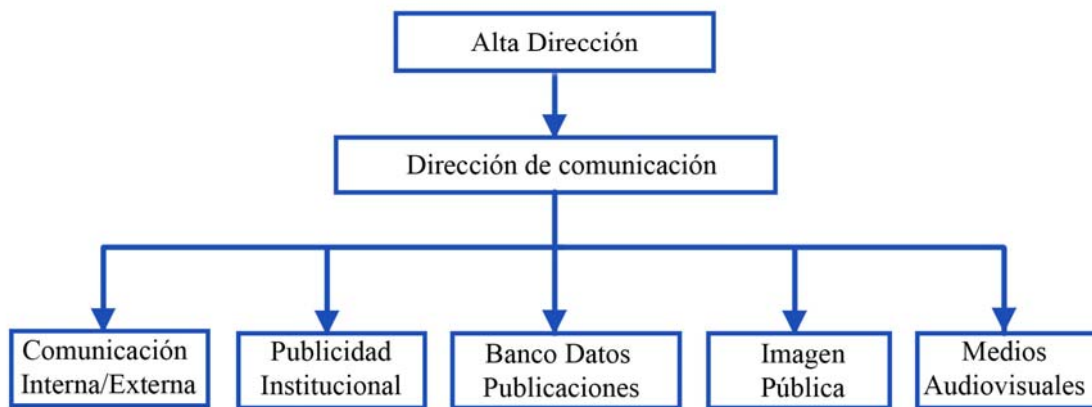 Alta Dirección
Dirección de comunicación
Comunicación
Interna/Externa
Publicidad
Institucional
Banco Datos
Publicaciones
Imagen
Pública
Medios
Audiovisuales